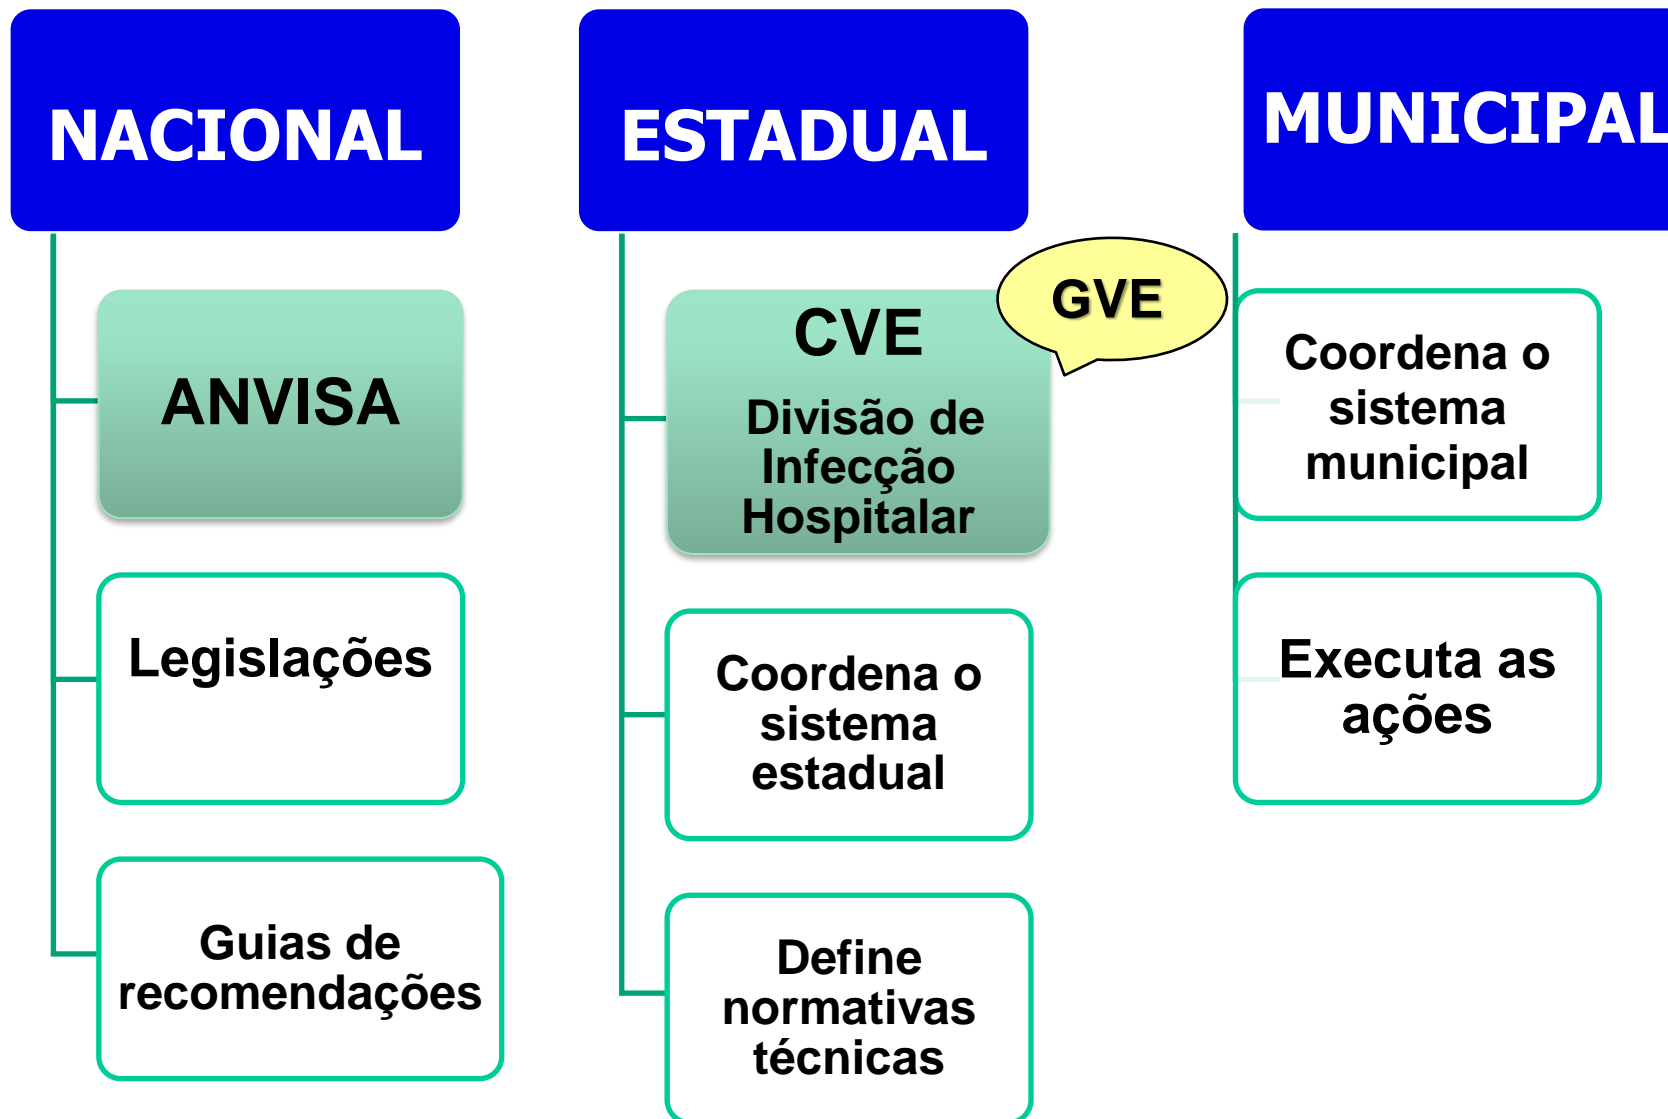 NACIONAL
ANVISA
Legislações
Guias de
recomendações
ESTADUAL
CVE
Divisão de
Infecção
Hospitalar
GVE
Coordena o
sistema
estadual
Define
normativas
técnicas
MUNICIPAL
Coordena o
sistema
municipal
Executa as
ações